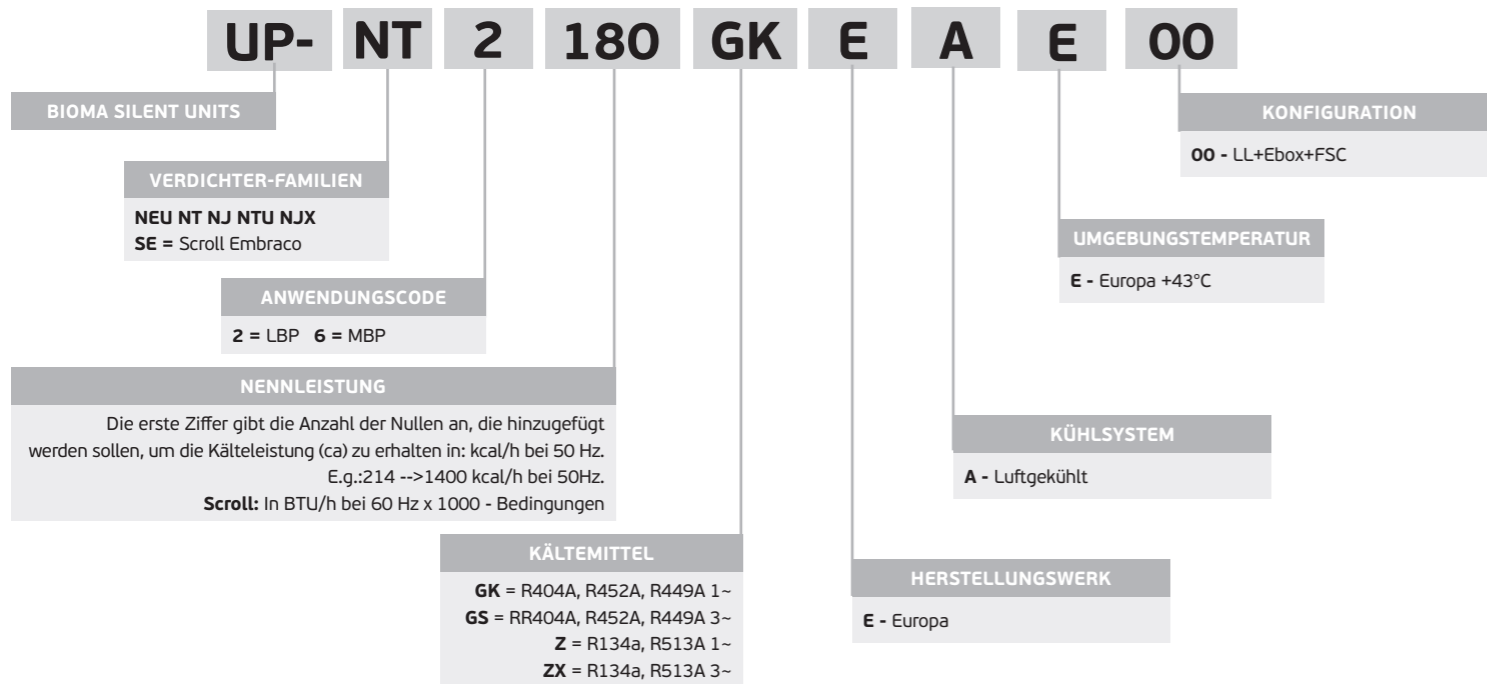 UP- NT 2 180 GK E A E 00
BIOMA SILENT UNITS
VERDICHTER-FAMILIEN
NEU NT NJ NTU NJX
SE = Scroll Embraco
ANWENDUNGSCODE
2 = LBP 6 = MBP
NENNLEISTUNG
Die erste Ziffer gibt die Anzahl der Nullen an, die hinzugefügt
werden sollen, um die Kälteleistung (ca) zu erhalten in: kcal/h bei 50 Hz.
E.g.:214 -->1400 kcal/h bei 50Hz.
Scroll: In BTU/h bei 60 Hz x 1000 - Bedingungen
KÄLTEMITTEL
GK = R404A, R452A, R449A 1~
GS = RR404A, R452A, R449A 3~
Z = R134a, R513A 1~
ZX = R134a, R513A 3~
HERSTELLUNGSWERK
E - Europa
KÜHLSYSTEM
A - Luftgekühlt
UMGEBUNGSTEMPERATUR
E - Europa +43°C
KONFIGURATION
00 - LL+Ebox+FSC